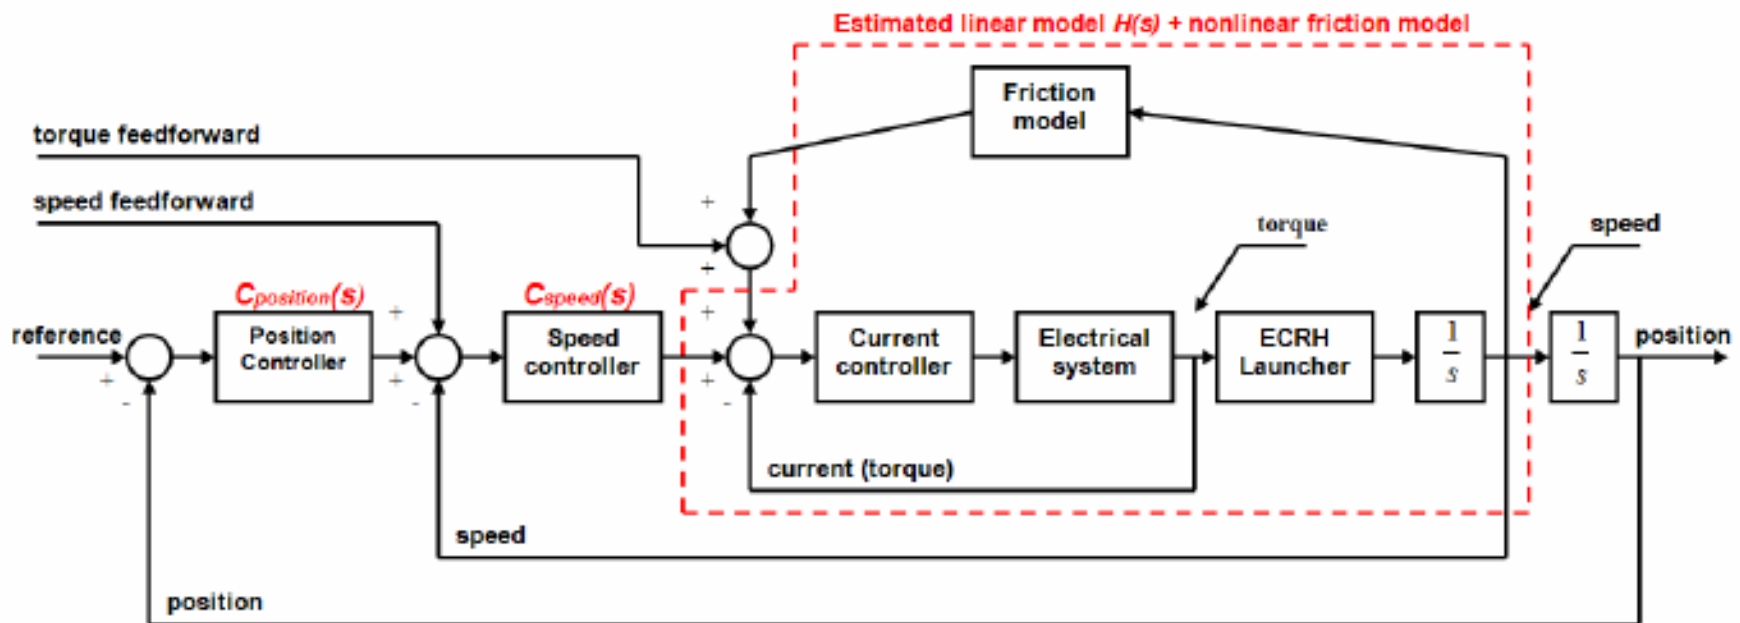 Estimated linear model H(s) + nonlinear friction model
Friction
model
torque feedforward
speed feedforward
+
torque
speed
+
Cposition(s)
Cspeed(s)
+
+
reference
Position
Controller
Speed
controller
Current
controller
Electrical
system
ECRH
Launcher
1
s
1
s
position
+
-
+
-
+
-
current (torque)
speed
position